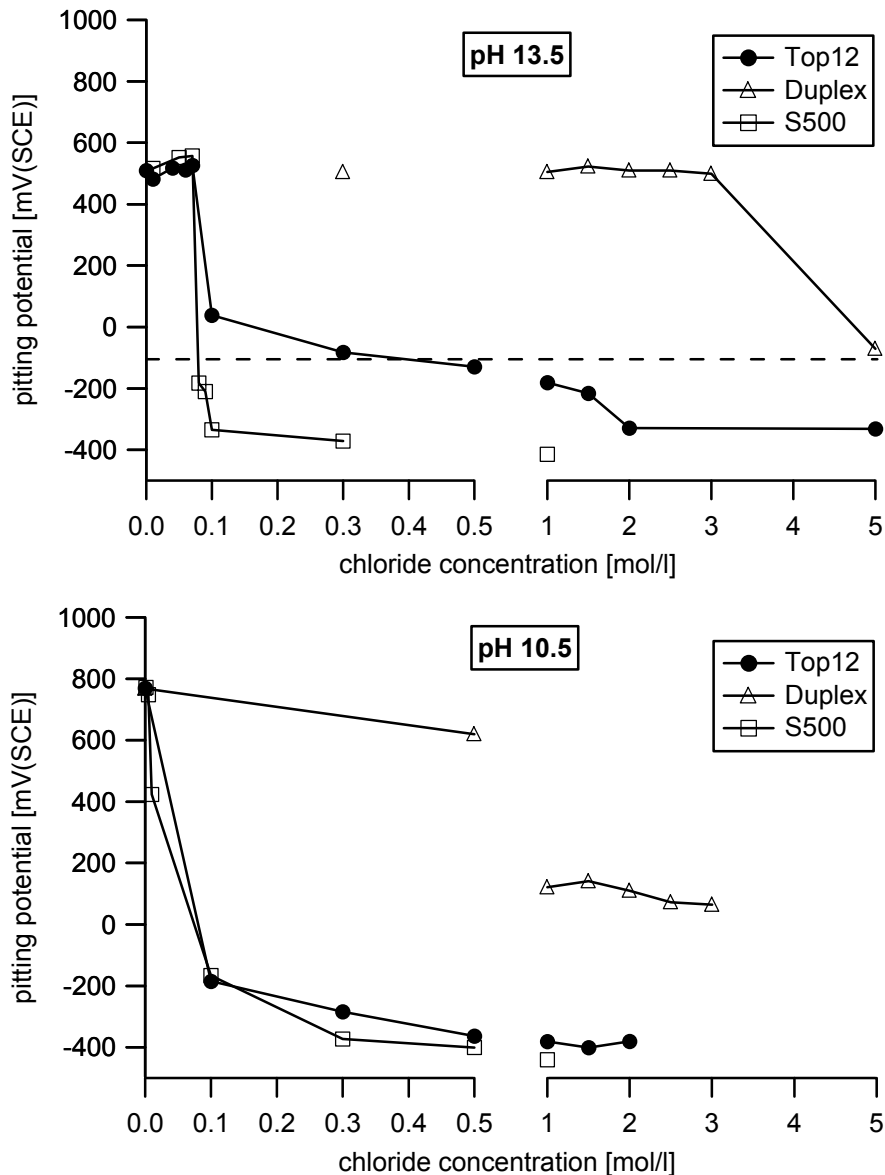 1000
800
600
400
200
0
-200
-400
pitting potential [mV(SCE)]
pH 13.5
Top12
Duplex
S500
0.0 0.1 0.2 0.3 0.4 0.5 1 2 3 4 5
chloride concentration [mol/l]
1000
800
600
400
200
0
-200
-400
pitting potential [mV(SCE)]
pH 10.5
Top12
Duplex
S500
0.0 0.1 0.2 0.3 0.4 0.5 1 2 3 4 5
chloride concentration [mol/l]